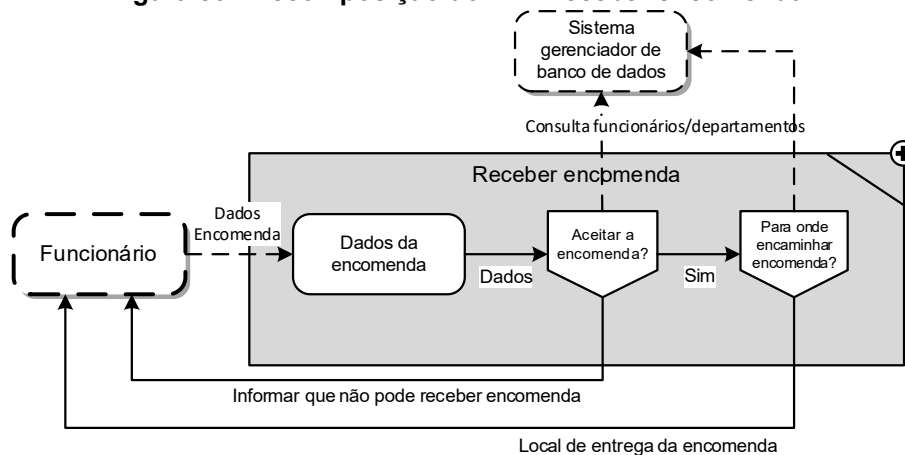 Sistema
gerenciador de
banco de dados
Consulta funcionários/departamentos
Receber encomenda
Dados
Encomenda
Funcionário
Dados da
encomenda
Dados
Aceitar a
encomenda?
Sim
Para onde
encaminhar
encomenda?
Informar que não pode receber encomenda
Local de entrega da encomenda